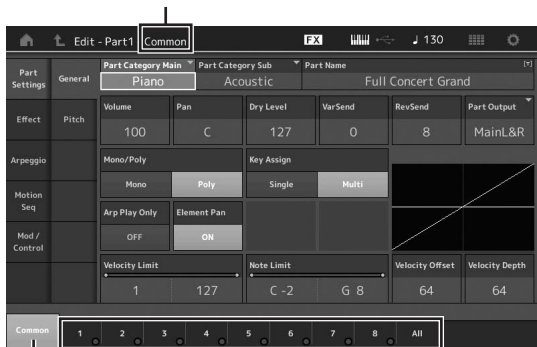 Edit - Part1 Common FX 130
Part Settings General Part Category Main Part Category Sub Part Name
Piano Acoustic Full Concert Grand
Effect Pitch Volume Pan Dry Level VarSend RevSend Part Output
100 C 127 0 8 MainL&R
Arpeggio Mono/Poly Key Assign
Mono Poly Single Multi
Motion Seq Arp Play Only Element Pan
Mod / Control OFF ON
Velocity Limit Note Limit Velocity Offset Velocity Depth
1 127 C -2 G 8 64 64
Common 1 2 3 4 5 6 7 8 All